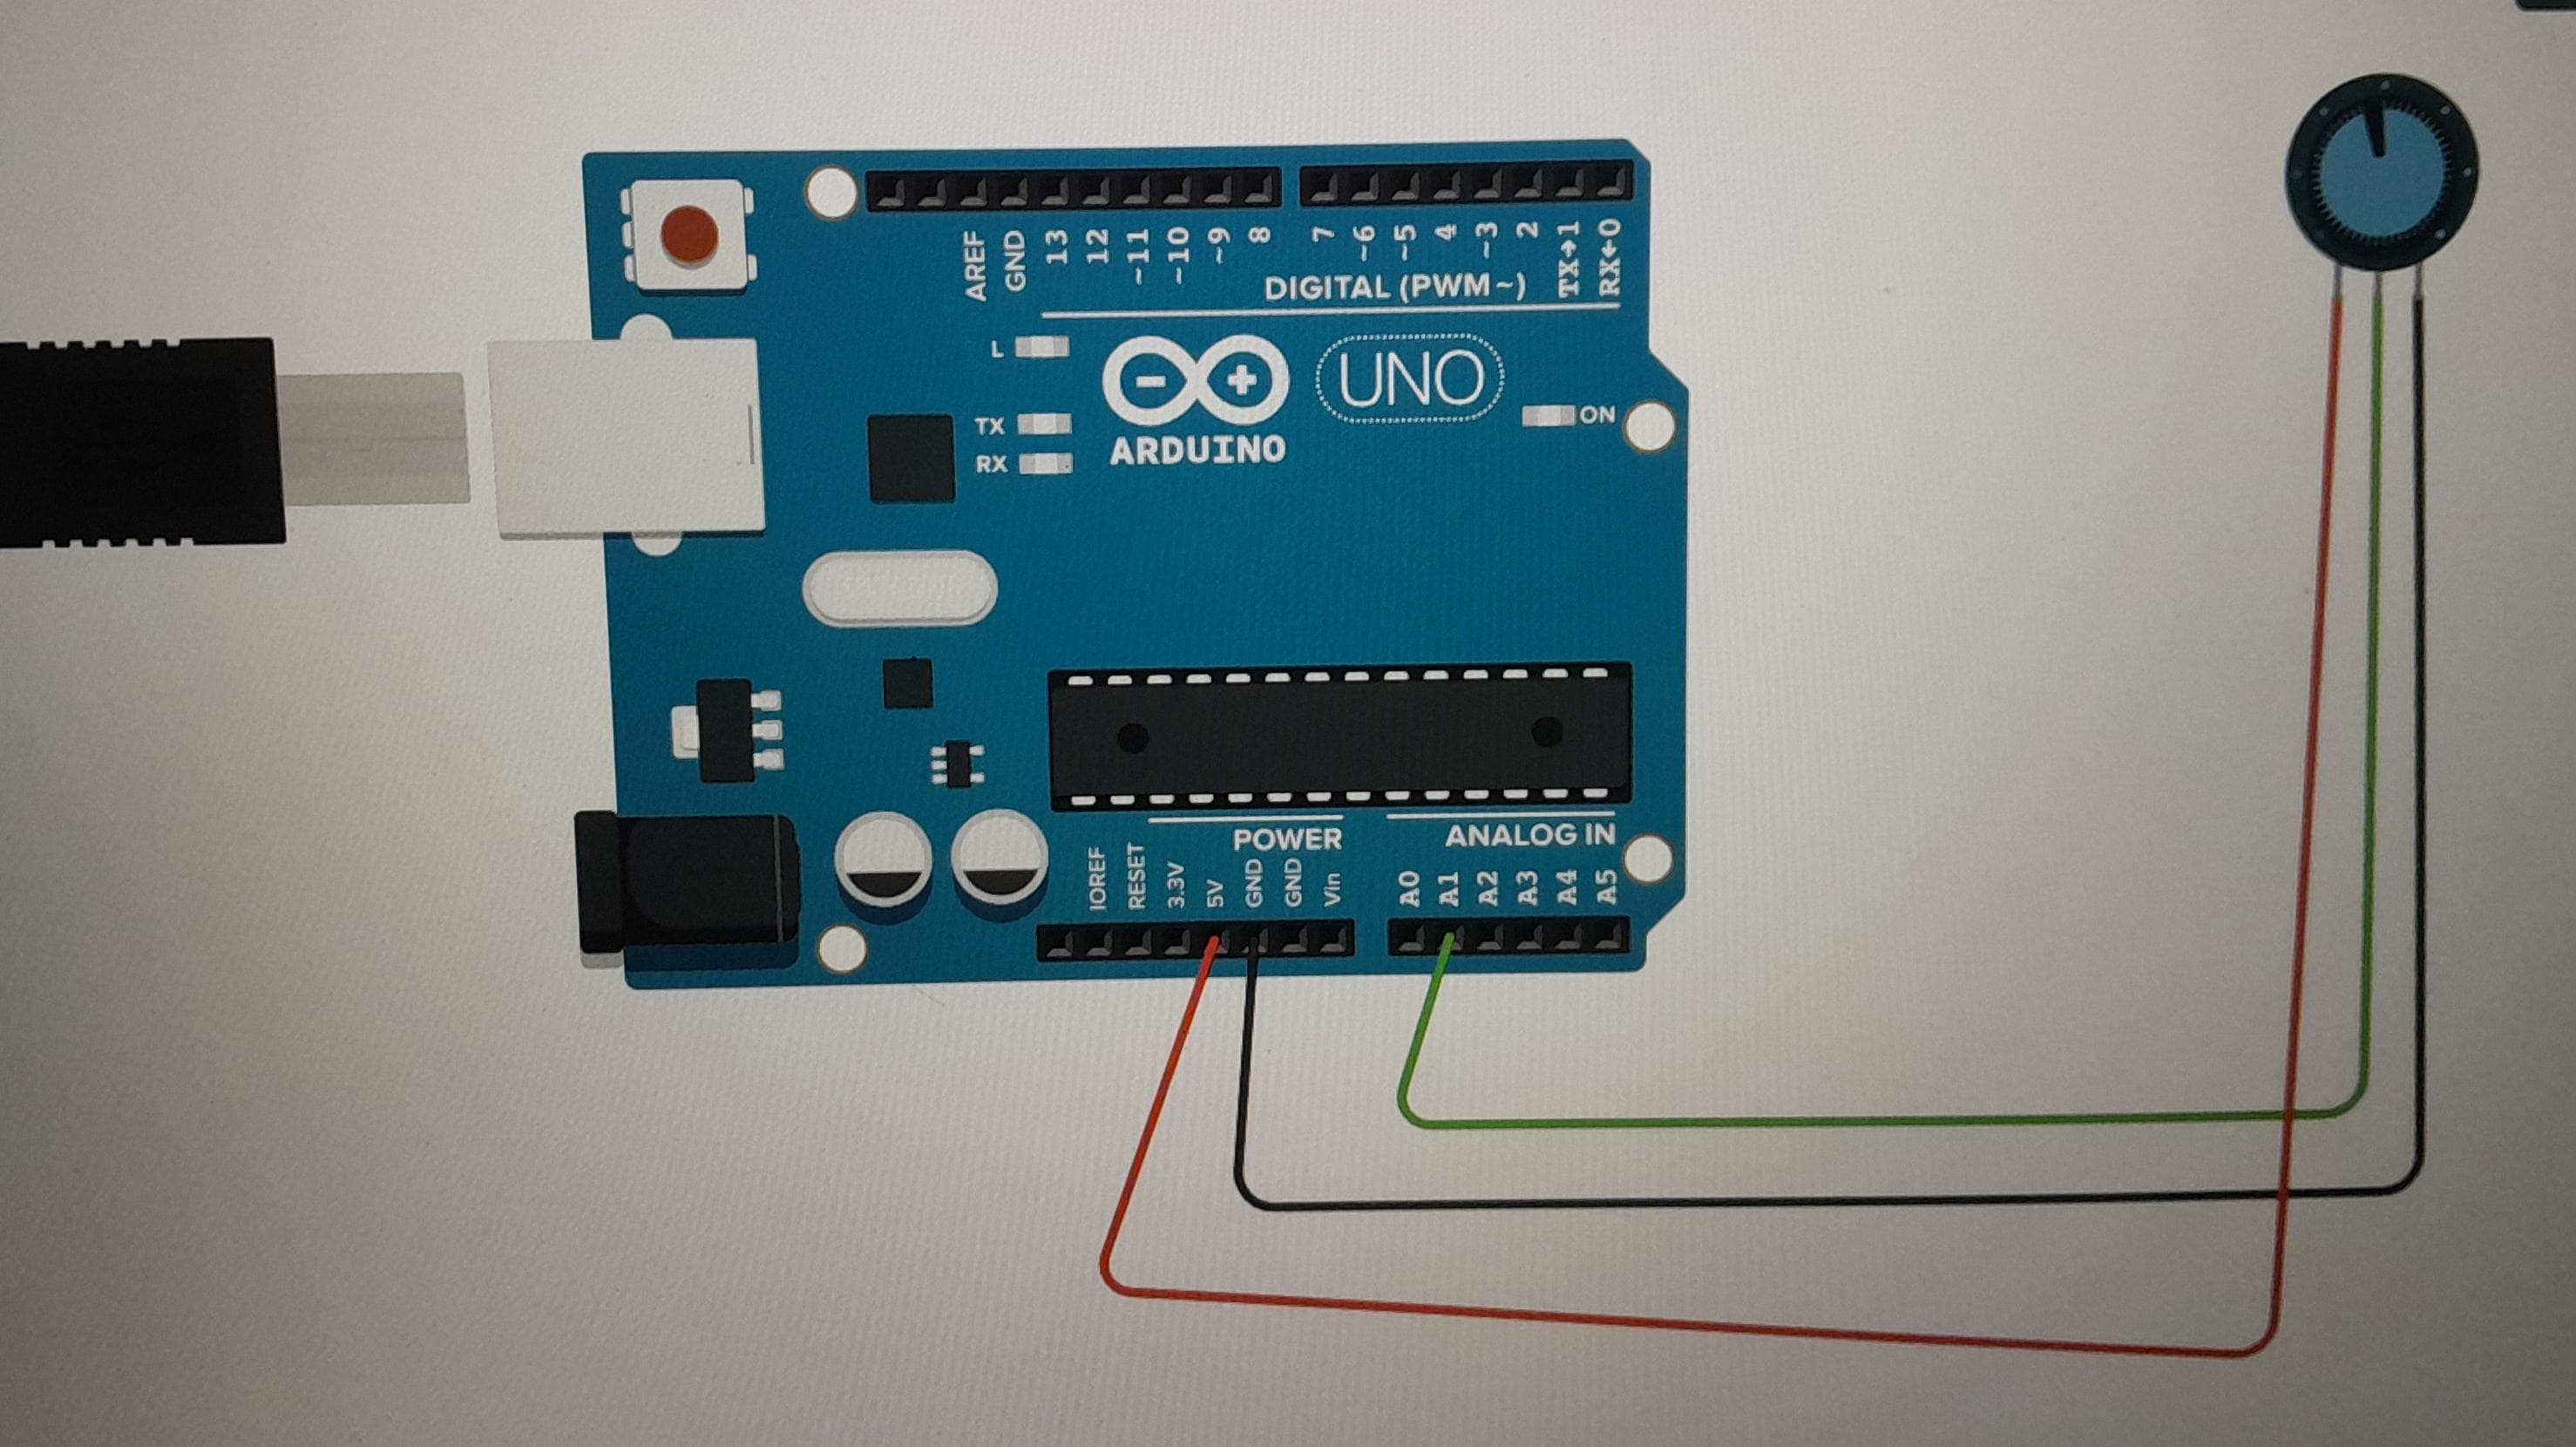 AREF
GND
13
12
~11
~10
~9
8
7
~6
~5
4
~3
2
TX→1
RX←0
DIGITAL (PWM~)
L
TX
RX
ARDUINO
UNO
ON
POWER
ANALOG IN
IOREF
RESET
3.3V
5V
GND
GND
Vin
A0
A1
A2
A3
A4
A5